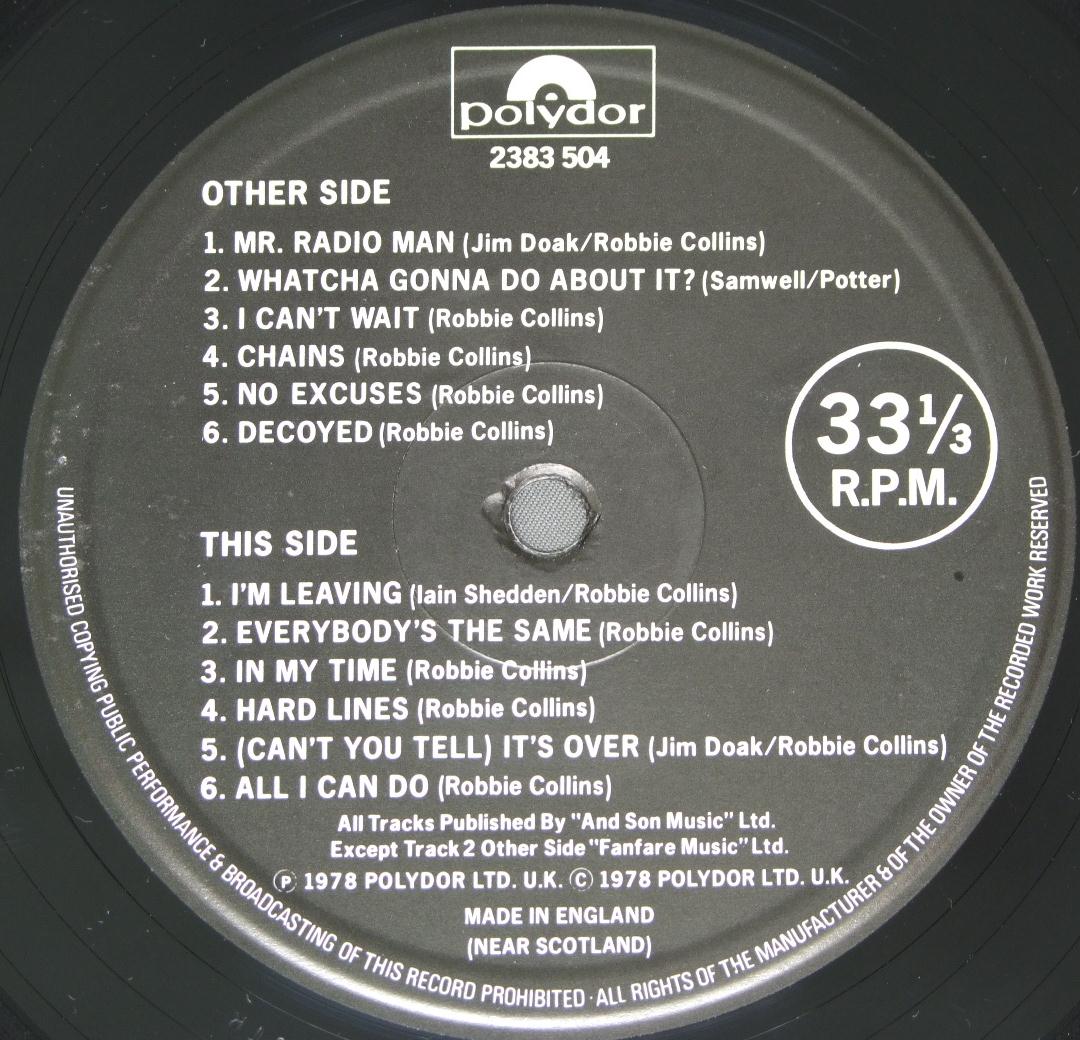 polydor
2383 504
OTHER SIDE
1. MR. RADIO MAN (Jim Doak/Robbie Collins)
2. WHATCHA GONNA DO ABOUT IT? (Samwell/Potter)
3. I CAN'T WAIT (Robbie Collins)
4. CHAINS (Robbie Collins)
5. NO EXCUSES (Robbie Collins)
6. DECOYED (Robbie Collins)
33⅓
R.P.M.
THIS SIDE
1. I'M LEAVING (Iain Shedden/Robbie Collins)
2. EVERYBODY'S THE SAME (Robbie Collins)
3. IN MY TIME (Robbie Collins)
4. HARD LINES (Robbie Collins)
5. (CAN'T YOU TELL) IT'S OVER (Jim Doak/Robbie Collins)
6. ALL I CAN DO (Robbie Collins)
All Tracks Published By "And Son Music" Ltd.
Except Track 2 Other Side "Fanfare Music" Ltd.
Ⓟ 1978 POLYDOR LTD. U.K. © 1978 POLYDOR LTD. U.K.
MADE IN ENGLAND
(NEAR SCOTLAND)
UNAUTHORISED COPYING PUBLIC PERFORMANCE & BROADCASTING OF THIS RECORD PROHIBITED · ALL RIGHTS OF THE MANUFACTURER & OF THE OWNER OF THE RECORDED WORK RESERVED